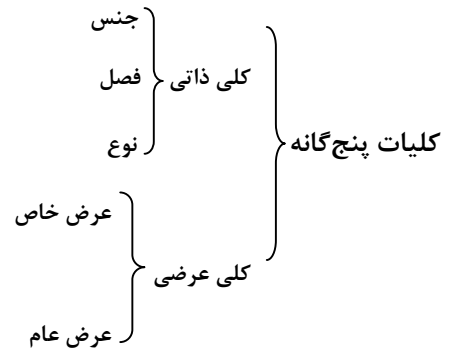 کلیات پنج‌گانه
کلی ذاتی
جنس
فصل
نوع
کلی عرضی
عرض خاص
عرض عام